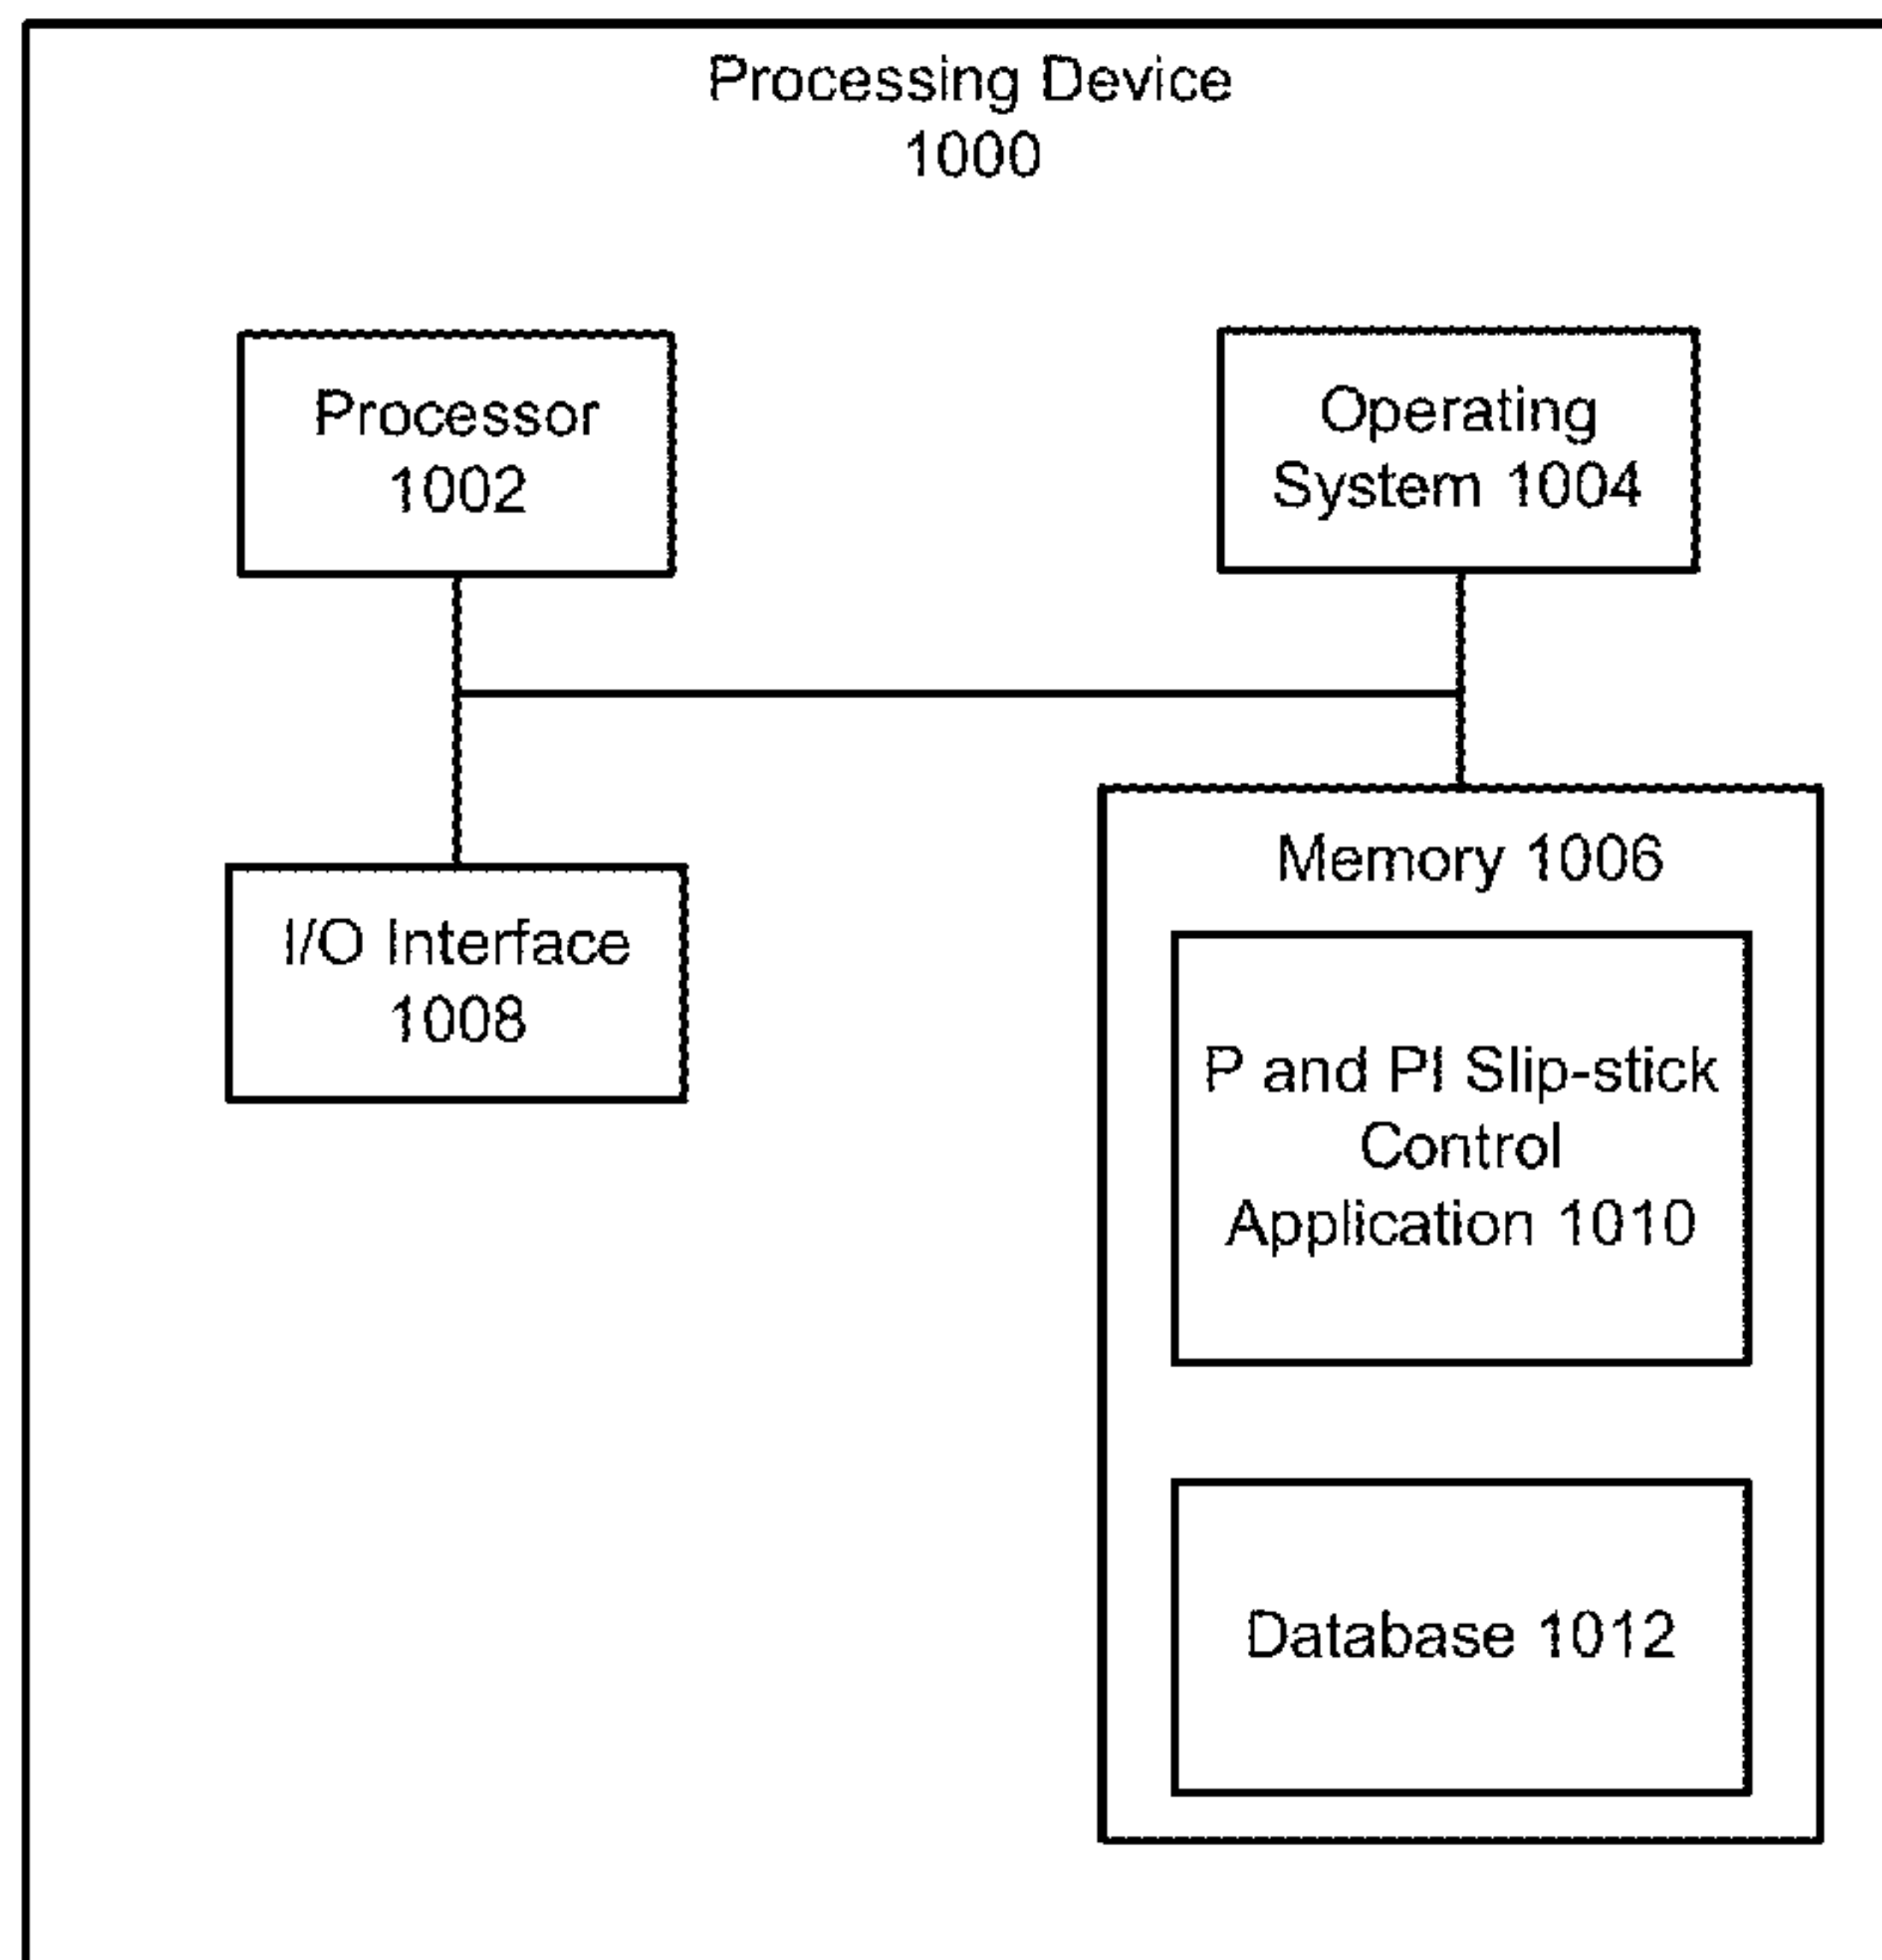 Processing Device
1000
Processor
1002
Operating
System 1004
I/O Interface
1008
Memory 1006
P and PI Slip-stick
Control
Application 1010
Database 1012